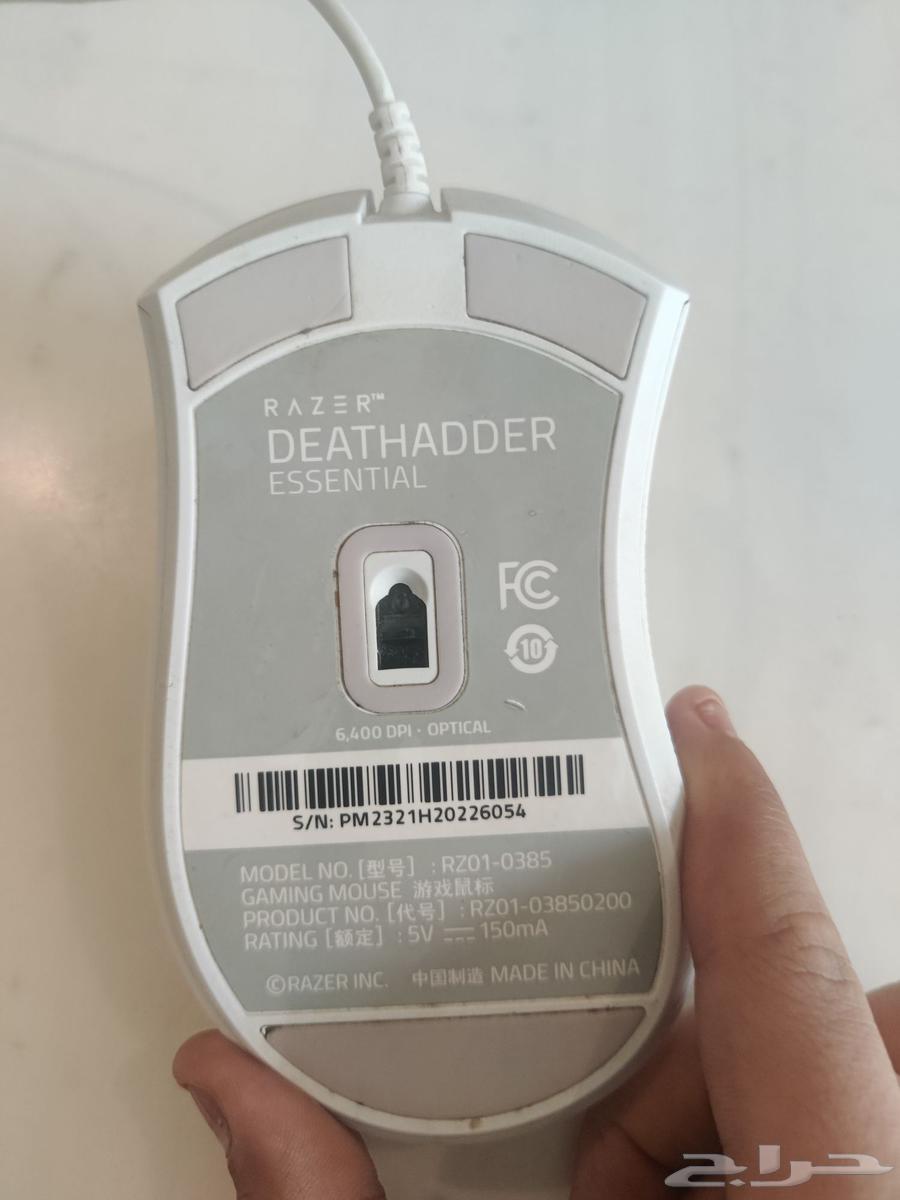 RAZER™
DEATHADDER
ESSENTIAL
FC
10
6,400 DPI · OPTICAL
S/N: PM2321H20226054
MODEL NO. [型号] : RZ01-0385
GAMING MOUSE 游戏鼠标
PRODUCT NO. [代号] : RZ01-03850200
RATING [额定] : 5V ⎓ 150mA
©RAZER INC. 中国制造 MADE IN CHINA
حراج